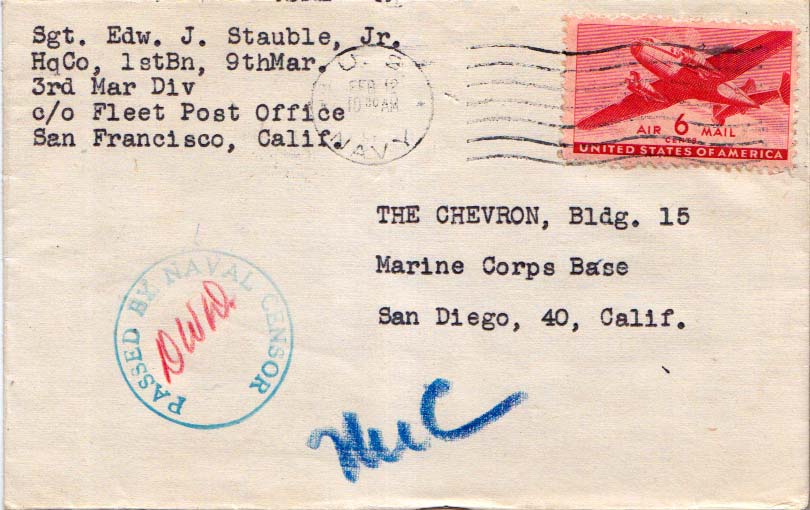 Sgt. Edw. J. Stauble, Jr.
HqCo, 1stBn, 9thMar.
3rd Mar Div
c/o Fleet Post Office
San Francisco, Calif.
U.
FEB 12
10 30 AM
NAVY
AIR 6 MAIL
CENTS
UNITED STATES OF AMERICA
THE CHEVRON, Bldg. 15
Marine Corps Base
San Diego, 40, Calif.
PASSED BY NAVAL CENSOR